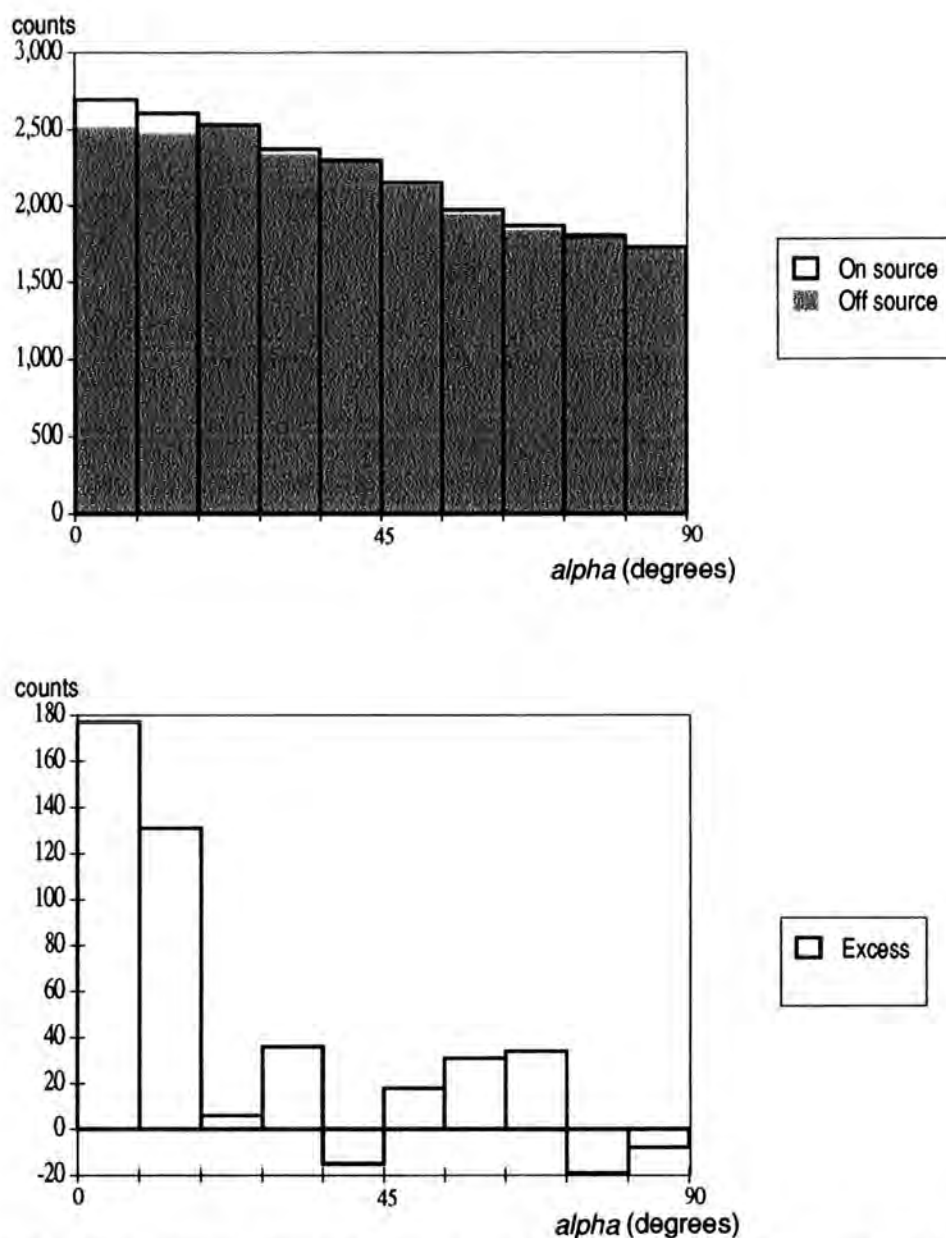 counts
3,000
2,500
2,000
1,500
1,000
500
0
0 45 90
alpha (degrees)
On source
Off source
counts
180
160
140
120
100
80
60
40
20
0
-20
0 45 90
alpha (degrees)
Excess